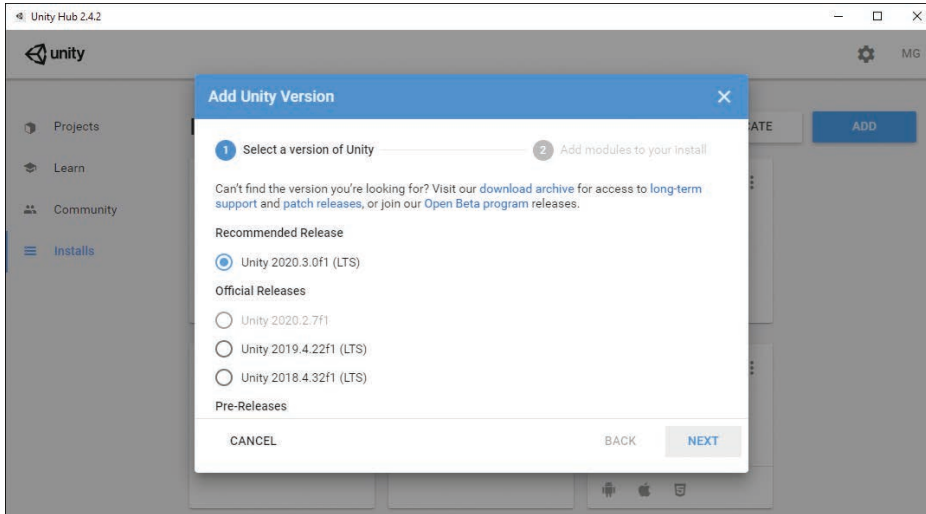 Unity Hub 2.4.2
unity
MG
Projects
Learn
Community
Installs
CATE
ADD
Add Unity Version
1 Select a version of Unity
2 Add modules to your install
Can't find the version you're looking for? Visit our download archive for access to long-term
support and patch releases, or join our Open Beta program releases.
Recommended Release
Unity 2020.3.0f1 (LTS)
Official Releases
Unity 2020.2.7f1
Unity 2019.4.22f1 (LTS)
Unity 2018.4.32f1 (LTS)
Pre-Releases
CANCEL
BACK
NEXT